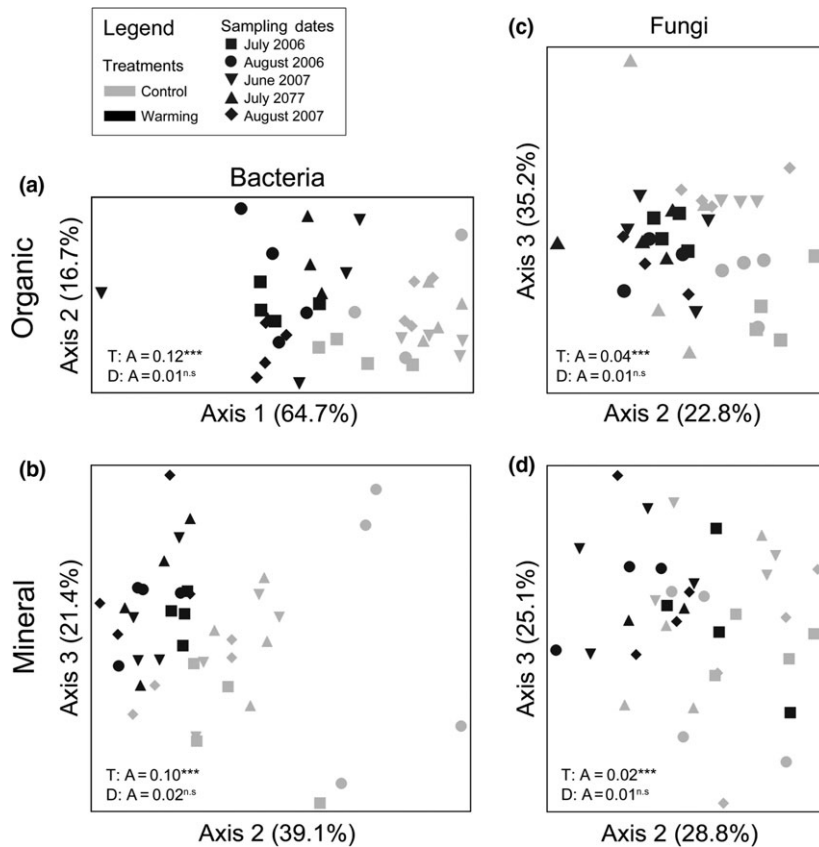 Legend
Treatments
Control
Warming
Sampling dates
July 2006
August 2006
June 2007
July 2077
August 2007
(a)
Bacteria
Organic
Axis 2 (16.7%)
T: A = 0.12***
D: A = 0.01n.s
Axis 1 (64.7%)
(c)
Fungi
Axis 3 (35.2%)
T: A = 0.04***
D: A = 0.01n.s
Axis 2 (22.8%)
(b)
Mineral
Axis 3 (21.4%)
T: A = 0.10***
D: A = 0.02n.s
Axis 2 (39.1%)
(d)
Axis 3 (25.1%)
T: A = 0.02***
D: A = 0.01n.s
Axis 2 (28.8%)